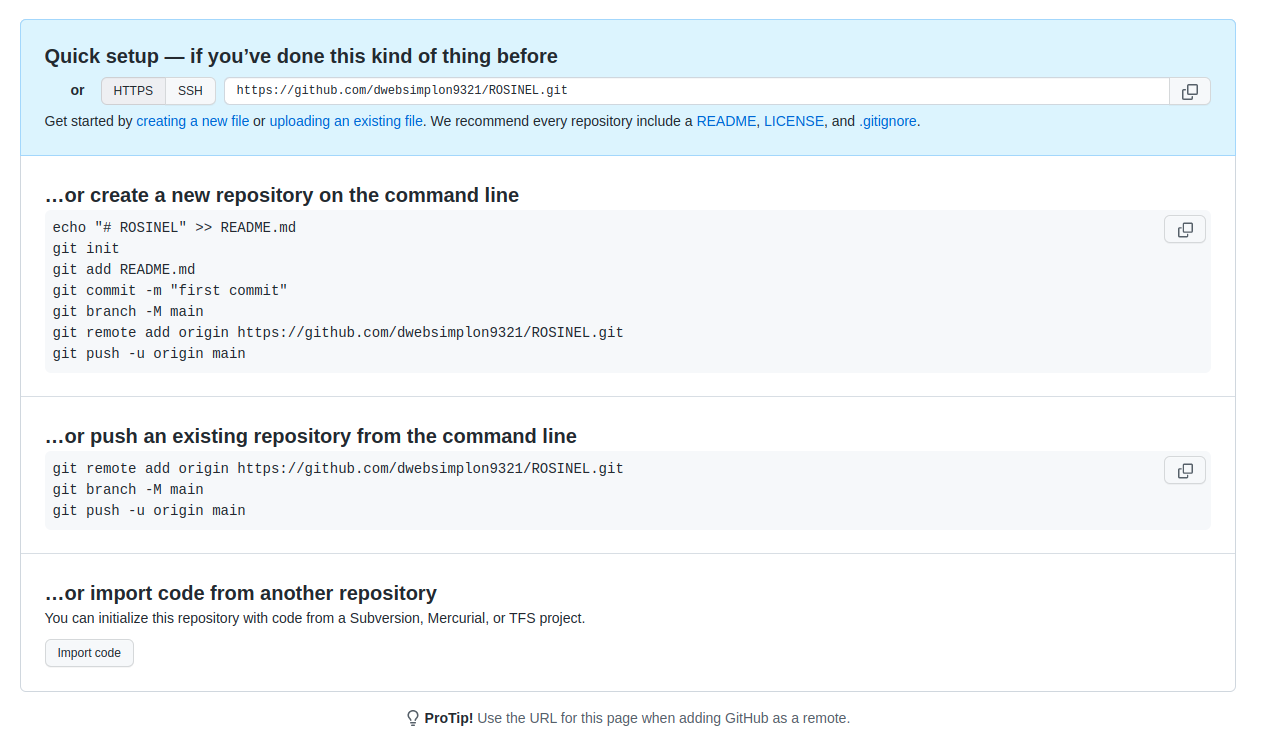 Quick setup — if you’ve done this kind of thing before
or HTTPS SSH https://github.com/dwebsimplon9321/ROSINEL.git
Get started by creating a new file or uploading an existing file. We recommend every repository include a README, LICENSE, and .gitignore.
…or create a new repository on the command line
echo "# ROSINEL" >> README.md
git init
git add README.md
git commit -m "first commit"
git branch -M main
git remote add origin https://github.com/dwebsimplon9321/ROSINEL.git
git push -u origin main
…or push an existing repository from the command line
git remote add origin https://github.com/dwebsimplon9321/ROSINEL.git
git branch -M main
git push -u origin main
…or import code from another repository
You can initialize this repository with code from a Subversion, Mercurial, or TFS project.
Import code
ProTip! Use the URL for this page when adding GitHub as a remote.